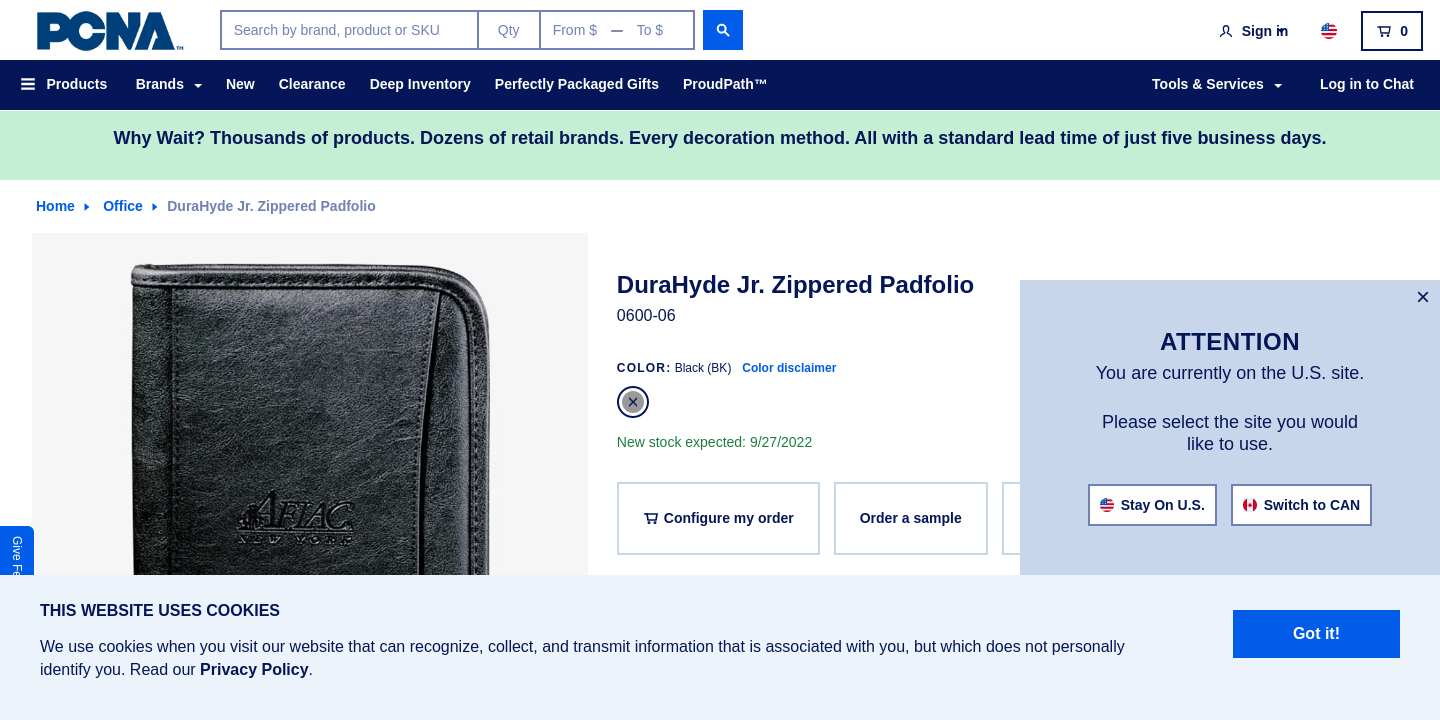 PCNA™
Search by brand, product or SKU
Qty
From $ — To $
Sign in
0
Products
Brands
New
Clearance
Deep Inventory
Perfectly Packaged Gifts
ProudPath™
Tools & Services
Log in to Chat
Why Wait? Thousands of products. Dozens of retail brands. Every decoration method. All with a standard lead time of just five business days.
Home
Office
DuraHyde Jr. Zippered Padfolio
AFLAC
NEW YORK
DuraHyde Jr. Zippered Padfolio
0600-06
COLOR: Black (BK) Color disclaimer
New stock expected: 9/27/2022
Configure my order
Order a sample
ATTENTION
You are currently on the U.S. site.
Please select the site you would
like to use.
Stay On U.S.
Switch to CAN
Give Fe
THIS WEBSITE USES COOKIES
We use cookies when you visit our website that can recognize, collect, and transmit information that is associated with you, but which does not personally
identify you. Read our Privacy Policy.
Got it!